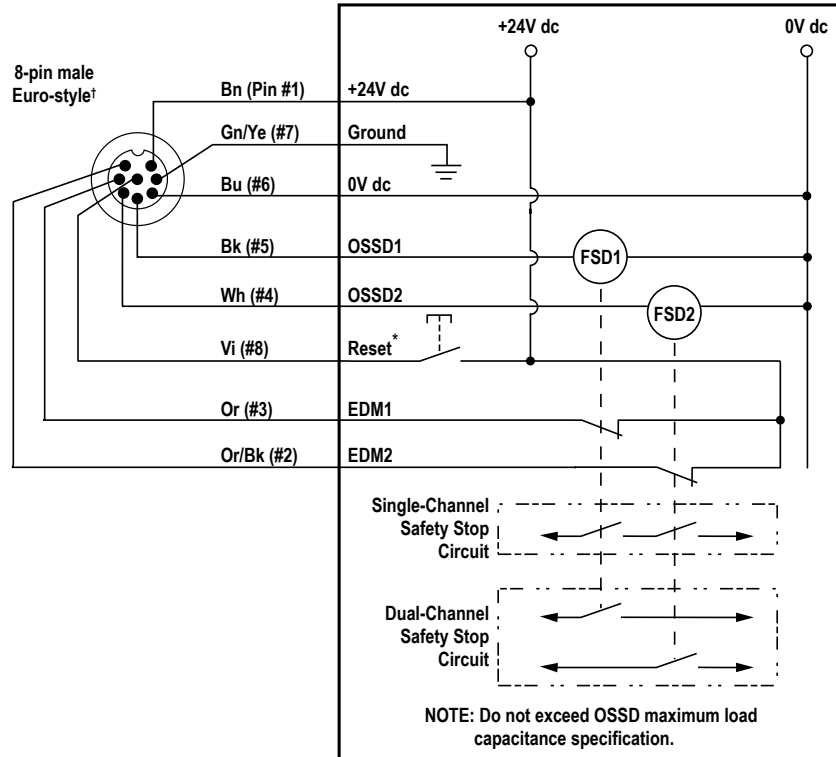 +24V dc
0V dc
8-pin male
Euro-style†
Bn (Pin #1)
+24V dc
Gn/Ye (#7)
Ground
Bu (#6)
0V dc
Bk (#5)
OSSD1
FSD1
Wh (#4)
OSSD2
FSD2
Vi (#8)
Reset*
Or (#3)
EDM1
Or/Bk (#2)
EDM2
Single-Channel
Safety Stop
Circuit
Dual-Channel
Safety Stop
Circuit
NOTE: Do not exceed OSSD maximum load
capacitance specification.